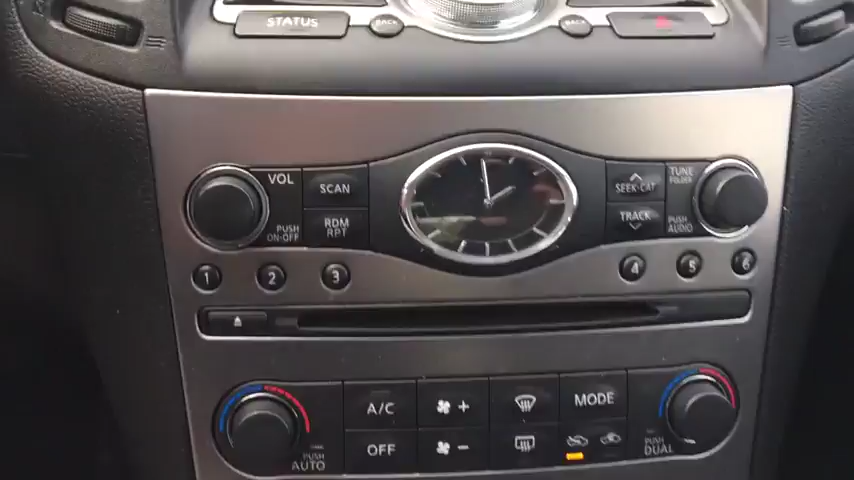 STATUS
BACK
BACK
VOL
SCAN
SEEK·CAT
TUNE
FOLDER
PUSH
ON·OFF
RDM
RPT
TRACK
PUSH
AUDIO
1
2
3
4
5
6
A/C
+
MODE
PUSH
AUTO
OFF
−
PUSH
DUAL